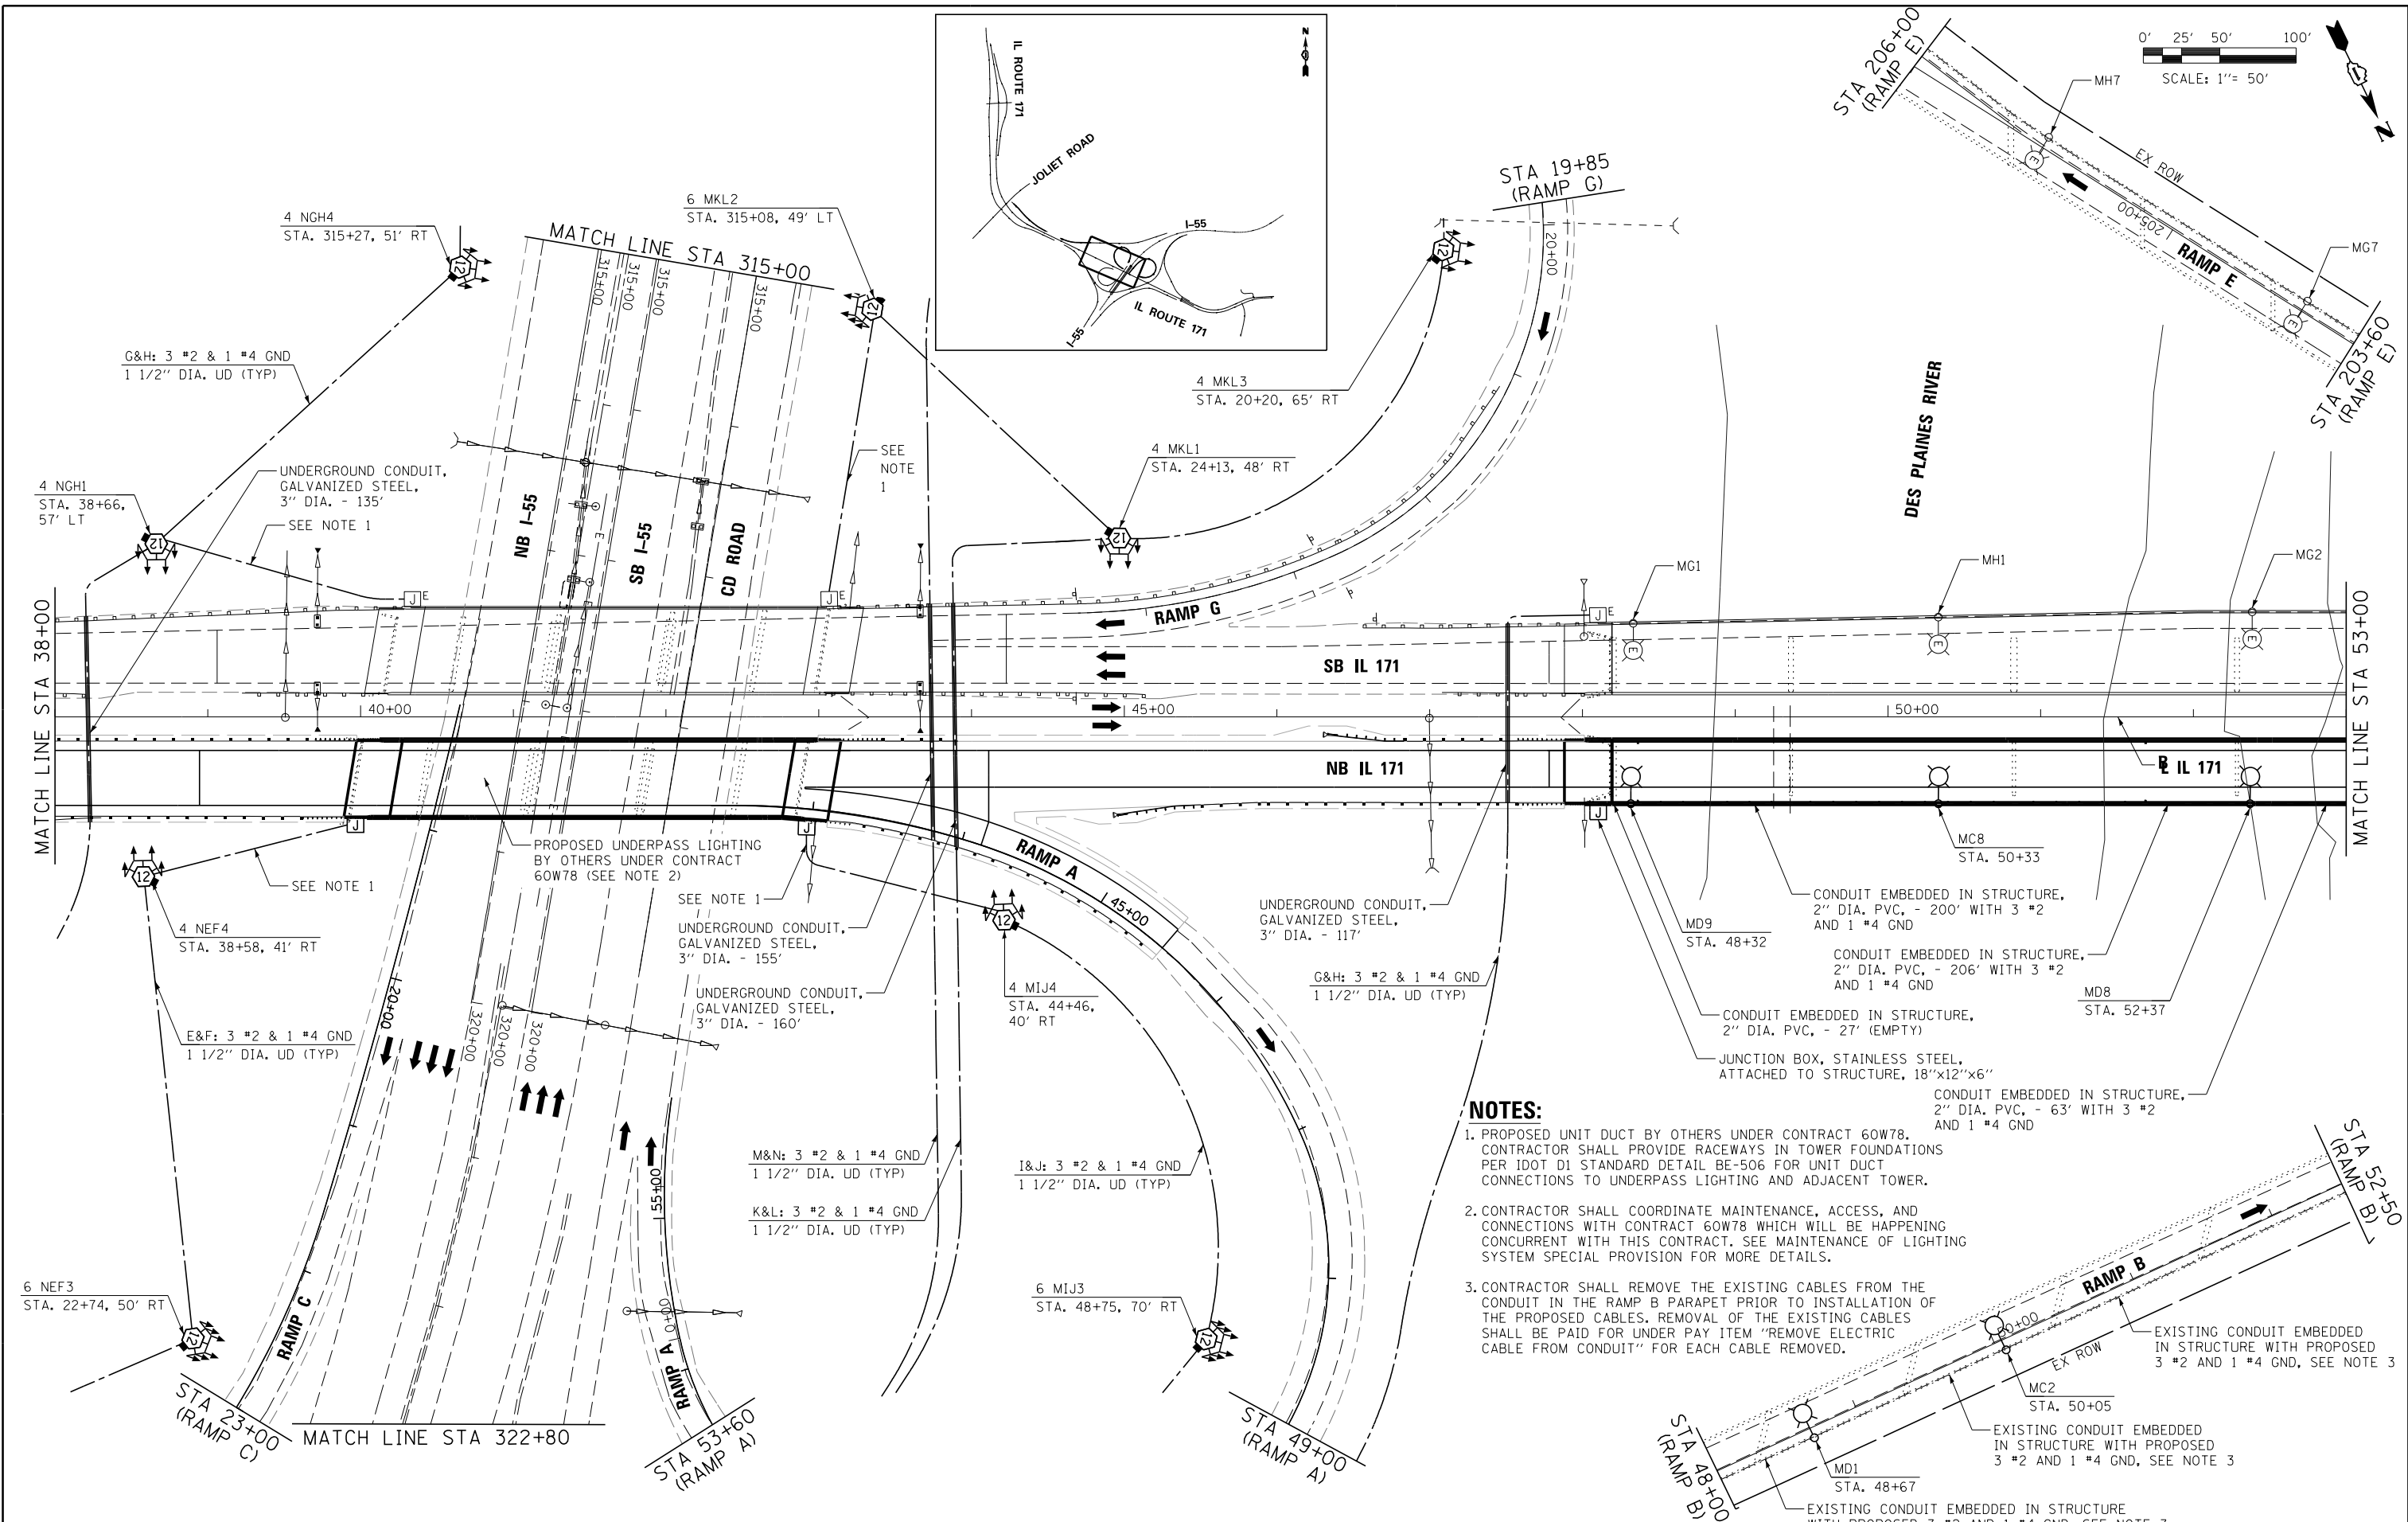 STA 206+00
(RAMP E)
0' 25' 50' 100'
SCALE: 1"= 50'
N
MH7
EX ROW
205+00
RAMP E
MG7
STA 203+60
(RAMP E)
N
IL ROUTE 171
JOLIET ROAD
I-55
IL ROUTE 171
I-55
4 NGH4
STA. 315+27, 51' RT
12
6 MKL2
STA. 315+08, 49' LT
12
MATCH LINE STA 315+00
315+00
315+00
315+00
315+00
STA 19+85
(RAMP G)
20+00
12
4 MKL3
STA. 20+20, 65' RT
G&H: 3 #2 & 1 #4 GND
1 1/2" DIA. UD (TYP)
UNDERGROUND CONDUIT,
GALVANIZED STEEL,
3" DIA. - 135'
4 NGH1
STA. 38+66,
57' LT
12
SEE NOTE 1
SEE
NOTE
1
4 MKL1
STA. 24+13, 48' RT
12
NB I-55
SB I-55
CD ROAD
E
E
DES PLAINES RIVER
MG1
MH1
MG2
J E
J E
J E
RAMP G
E
E
E
MATCH LINE STA 38+00
SB IL 171
MATCH LINE STA 53+00
40+00
45+00
50+00
NB IL 171
℄ IL 171
J
J
J
PROPOSED UNDERPASS LIGHTING
BY OTHERS UNDER CONTRACT
60W78 (SEE NOTE 2)
RAMP A
45+00
SEE NOTE 1
12
4 NEF4
STA. 38+58, 41' RT
SEE NOTE 1
UNDERGROUND CONDUIT,
GALVANIZED STEEL,
3" DIA. - 155'
UNDERGROUND CONDUIT,
GALVANIZED STEEL,
3" DIA. - 160'
12
4 MIJ4
STA. 44+46,
40' RT
UNDERGROUND CONDUIT,
GALVANIZED STEEL,
3" DIA. - 117'
G&H: 3 #2 & 1 #4 GND
1 1/2" DIA. UD (TYP)
MC8
STA. 50+33
CONDUIT EMBEDDED IN STRUCTURE,
2" DIA. PVC, - 200' WITH 3 #2
AND 1 #4 GND
MD9
STA. 48+32
CONDUIT EMBEDDED IN STRUCTURE,
2" DIA. PVC, - 206' WITH 3 #2
AND 1 #4 GND
MD8
STA. 52+37
CONDUIT EMBEDDED IN STRUCTURE,
2" DIA. PVC, - 27' (EMPTY)
JUNCTION BOX, STAINLESS STEEL,
ATTACHED TO STRUCTURE, 18"x12"x6"
CONDUIT EMBEDDED IN STRUCTURE,
2" DIA. PVC, - 63' WITH 3 #2
AND 1 #4 GND
E&F: 3 #2 & 1 #4 GND
1 1/2" DIA. UD (TYP)
20+00
320+00
320+00
320+00
M&N: 3 #2 & 1 #4 GND
1 1/2" DIA. UD (TYP)
K&L: 3 #2 & 1 #4 GND
1 1/2" DIA. UD (TYP)
I&J: 3 #2 & 1 #4 GND
1 1/2" DIA. UD (TYP)
55+00
6 NEF3
STA. 22+74, 50' RT
12
RAMP C
RAMP A
6 MIJ3
STA. 48+75, 70' RT
12
STA 23+00
(RAMP C)
MATCH LINE STA 322+80
STA 53+60
(RAMP A)
STA 49+00
(RAMP A)
NOTES:
1. PROPOSED UNIT DUCT BY OTHERS UNDER CONTRACT 60W78.
CONTRACTOR SHALL PROVIDE RACEWAYS IN TOWER FOUNDATIONS
PER IDOT D1 STANDARD DETAIL BE-506 FOR UNIT DUCT
CONNECTIONS TO UNDERPASS LIGHTING AND ADJACENT TOWER.
2. CONTRACTOR SHALL COORDINATE MAINTENANCE, ACCESS, AND
CONNECTIONS WITH CONTRACT 60W78 WHICH WILL BE HAPPENING
CONCURRENT WITH THIS CONTRACT. SEE MAINTENANCE OF LIGHTING
SYSTEM SPECIAL PROVISION FOR MORE DETAILS.
3. CONTRACTOR SHALL REMOVE THE EXISTING CABLES FROM THE
CONDUIT IN THE RAMP B PARAPET PRIOR TO INSTALLATION OF
THE PROPOSED CABLES. REMOVAL OF THE EXISTING CABLES
SHALL BE PAID FOR UNDER PAY ITEM "REMOVE ELECTRIC
CABLE FROM CONDUIT" FOR EACH CABLE REMOVED.
STA 52+50
(RAMP B)
RAMP B
50+00
EX ROW
EXISTING CONDUIT EMBEDDED
IN STRUCTURE WITH PROPOSED
3 #2 AND 1 #4 GND, SEE NOTE 3
MC2
STA. 50+05
EXISTING CONDUIT EMBEDDED
IN STRUCTURE WITH PROPOSED
3 #2 AND 1 #4 GND, SEE NOTE 3
MD1
STA. 48+67
STA 48+00
(RAMP B)
EXISTING CONDUIT EMBEDDED IN STRUCTURE
WITH PROPOSED 3 #2 AND 1 #4 GND, SEE NOTE 3